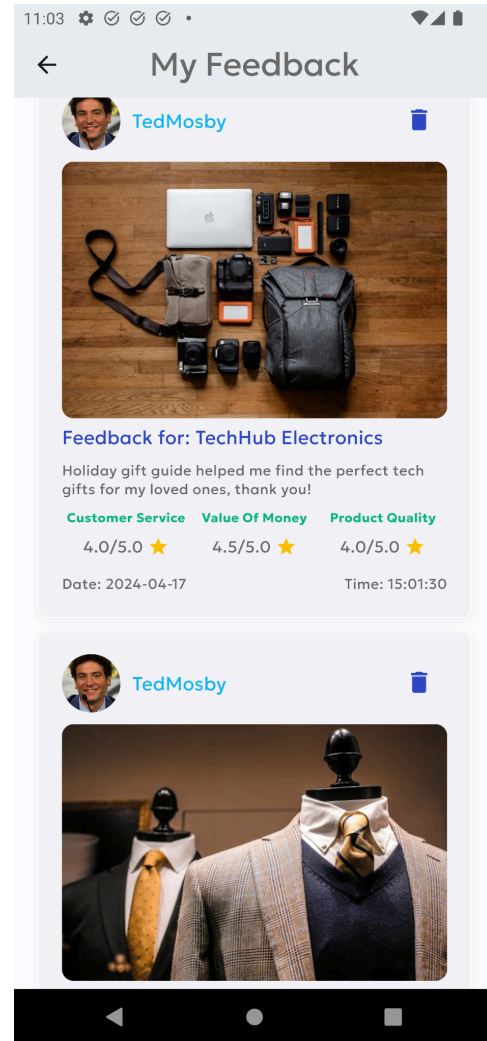 11:03
My Feedback
TedMosby
Feedback for: TechHub Electronics
Holiday gift guide helped me find the perfect tech
gifts for my loved ones, thank you!
Customer Service Value Of Money Product Quality
4.0/5.0 4.5/5.0 4.0/5.0
Date: 2024-04-17 Time: 15:01:30
TedMosby